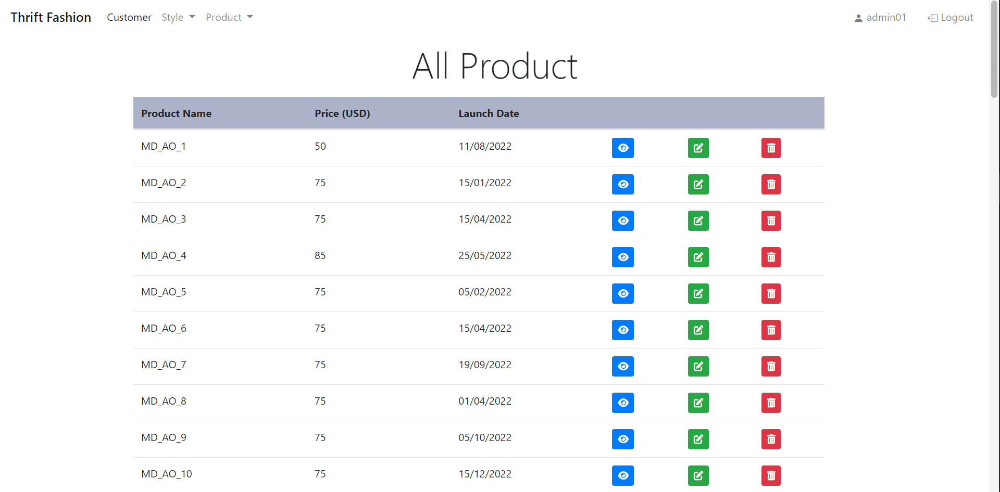 Thrift Fashion Customer Style Product admin01 Logout
All Product
Product Name Price (USD) Launch Date
MD_AO_1 50 11/08/2022
MD_AO_2 75 15/01/2022
MD_AO_3 75 15/04/2022
MD_AO_4 85 25/05/2022
MD_AO_5 75 05/02/2022
MD_AO_6 75 15/04/2022
MD_AO_7 75 19/09/2022
MD_AO_8 75 01/04/2022
MD_AO_9 75 05/10/2022
MD_AO_10 75 15/12/2022